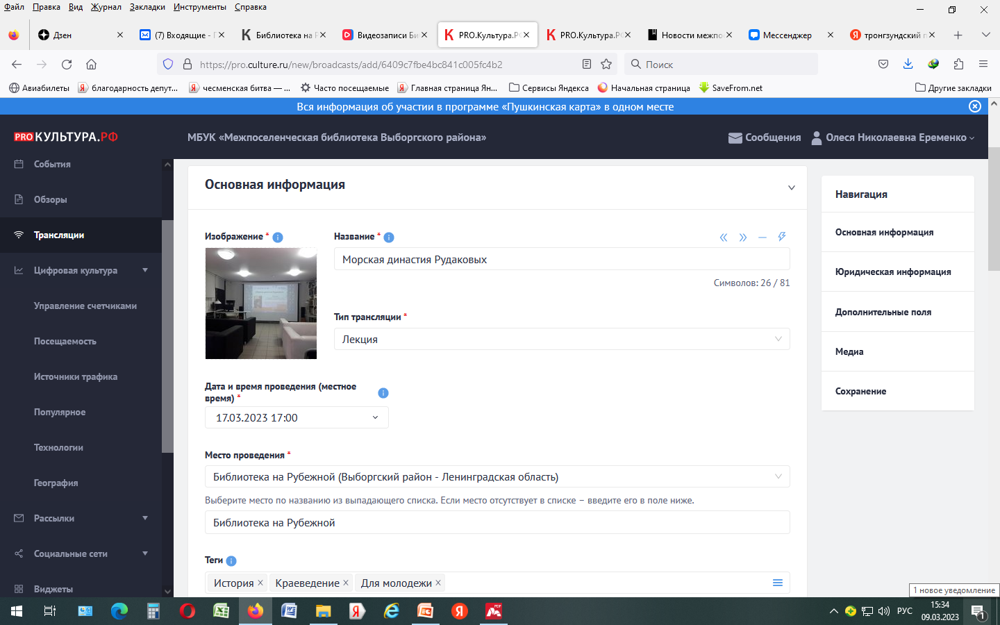 Файл Правка Вид Журнал Закладки Инструменты Справка
Дзен
(7) Входящие - Г
Библиотека на Р
Видеозаписи Би
PRO.Культура.РФ
PRO.Культура.РФ
Новости межпо
Мессенджер
тронгзундский п
https://pro.culture.ru/new/broadcasts/add/6409c7fbe4bc841c005fc4b2
Поиск
Авиабилеты
благодарность депут...
чесменская битва — ...
Часто посещаемые
Главная страница Ян...
Сервисы Яндекса
Начальная страница
SaveFrom.net
Другие закладки
Вся информация об участии в программе «Пушкинская карта» в одном месте
PRO КУЛЬТУРА.РФ
МБУК «Межпоселенческая библиотека Выборгского района»
Сообщения
Олеся Николаевна Еременко
События
Обзоры
Трансляции
Цифровая культура
Управление счетчиками
Посещаемость
Источники трафика
Популярное
Технологии
География
Рассылки
Социальные сети
Виджеты
Основная информация
Изображение *
Название *
Морская династия Рудаковых
Символов: 26 / 81
Тип трансляции *
Лекция
Дата и время проведения (местное
время) *
17.03.2023 17:00
Место проведения *
Библиотека на Рубежной (Выборгский район - Ленинградская область)
Выберите место по названию из выпадающего списка. Если место отсутствует в списке – введите его в поле ниже.
Библиотека на Рубежной
Теги
История × Краеведение × Для молодежи ×
Навигация
Основная информация
Юридическая информация
Дополнительные поля
Медиа
Сохранение
1 новое уведомление
РУС
15:34
09.03.2023
1